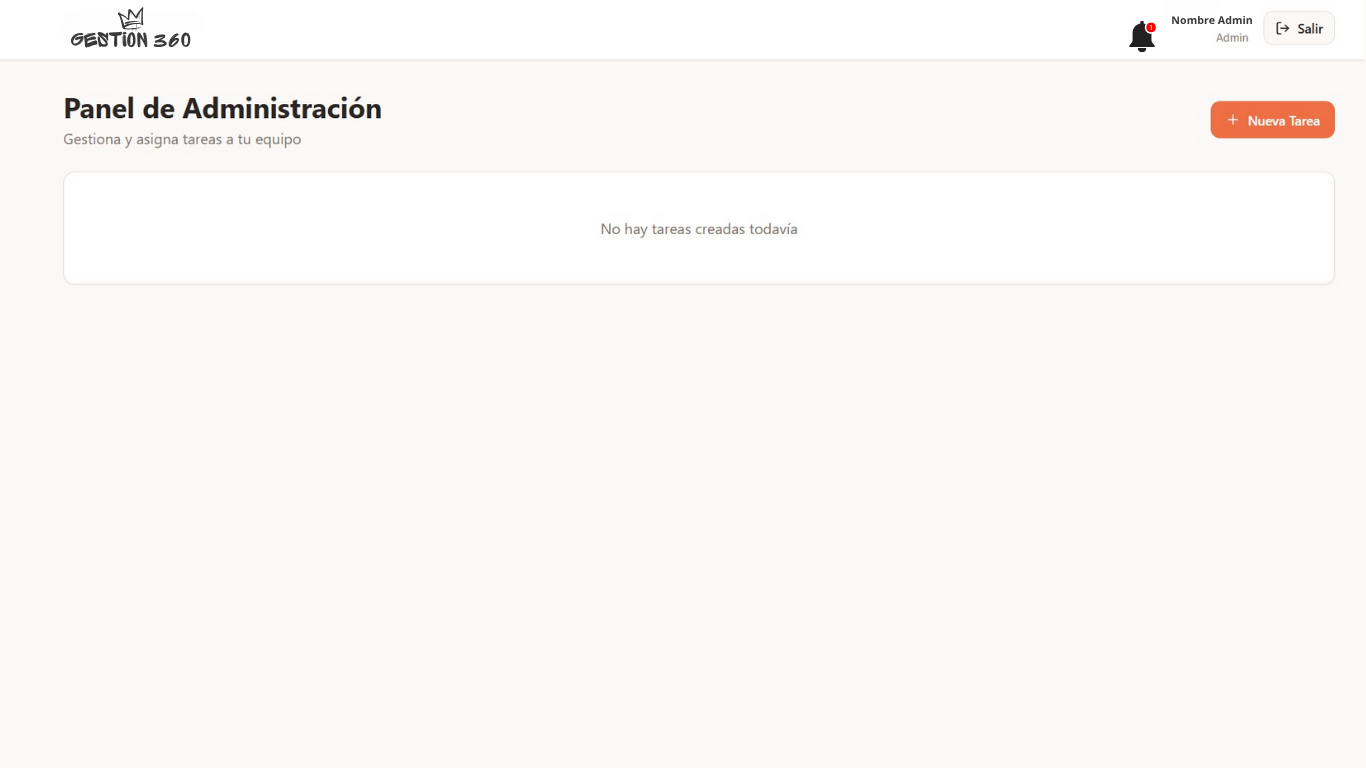 GESTION 360
1
Nombre Admin
Admin
Salir
Panel de Administración
Gestiona y asigna tareas a tu equipo
+ Nueva Tarea
No hay tareas creadas todavía